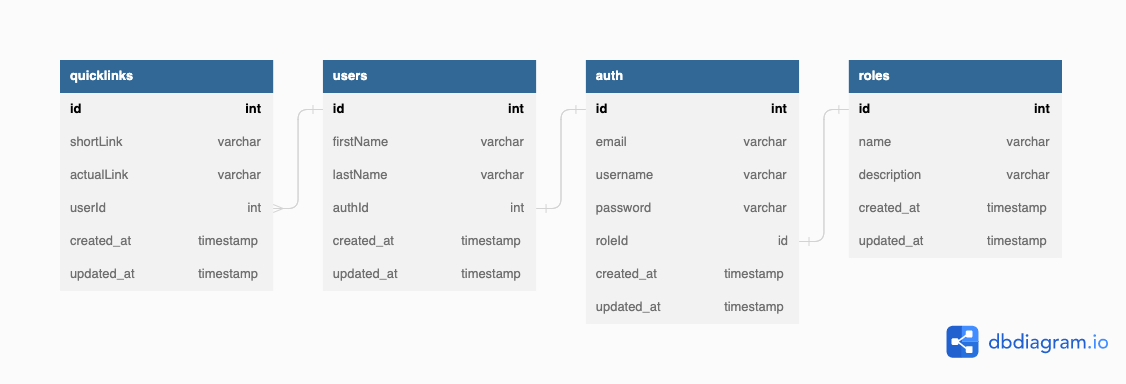 quicklinks
id int
shortLink varchar
actualLink varchar
userId int
created_at timestamp
updated_at timestamp
users
id int
firstName varchar
lastName varchar
authId int
created_at timestamp
updated_at timestamp
auth
id int
email varchar
username varchar
password varchar
roleId id
created_at timestamp
updated_at timestamp
roles
id int
name varchar
description varchar
created_at timestamp
updated_at timestamp
dbdiagram.io